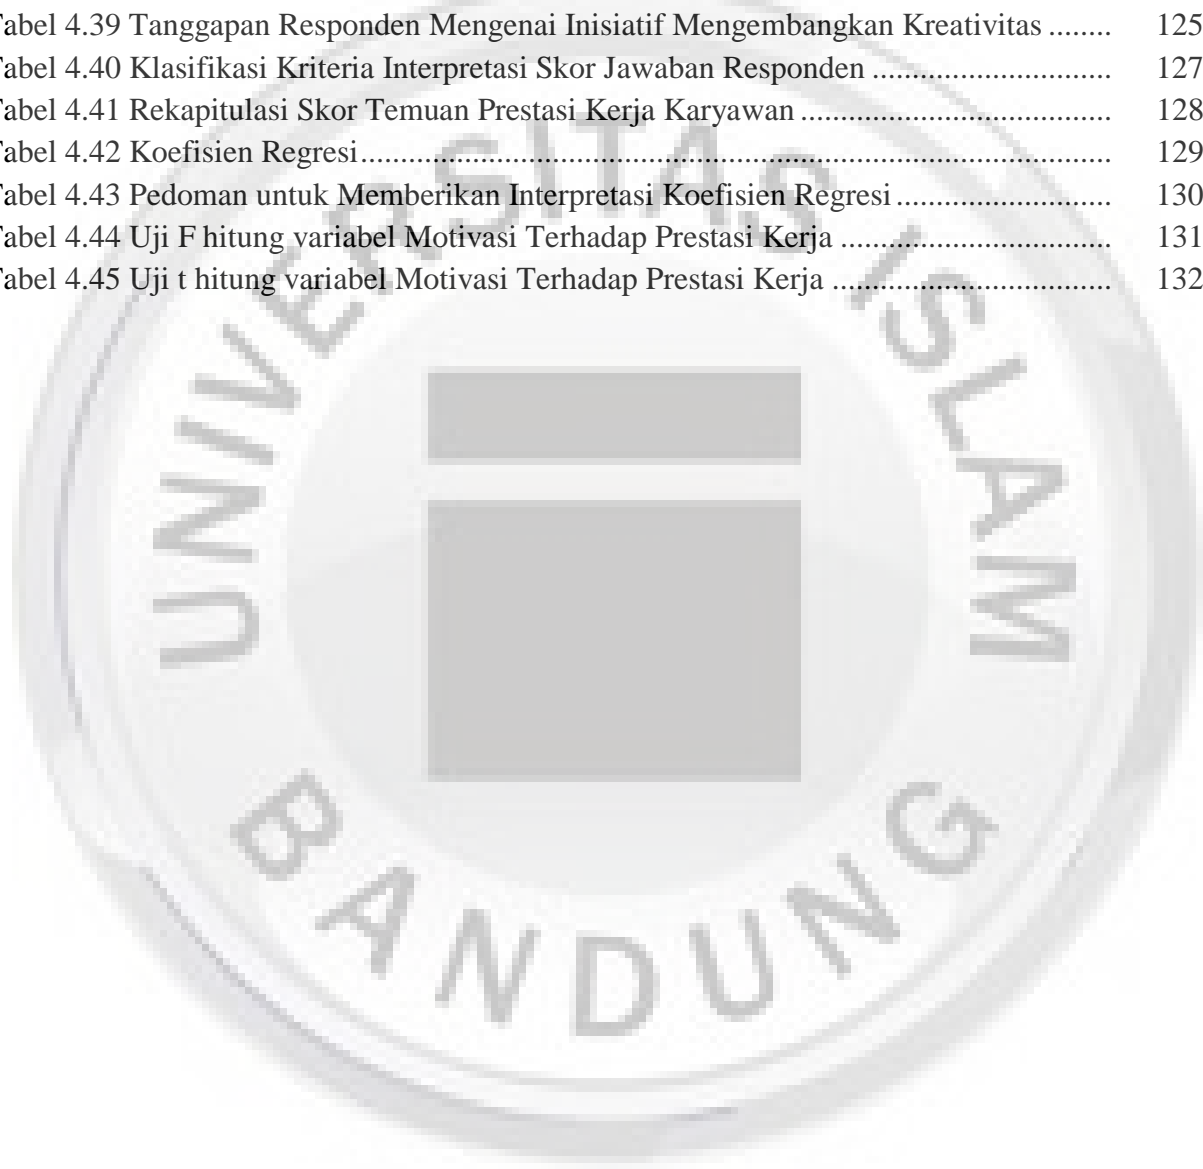 Tabel 4.39 Tanggapan Responden Mengenai Inisiatif Mengembangkan Kreativitas ........ 125
Tabel 4.40 Klasifikasi Kriteria Interpretasi Skor Jawaban Responden ............................ 127
Tabel 4.41 Rekapitulasi Skor Temuan Prestasi Kerja Karyawan .................................... 128
Tabel 4.42 Koefisien Regresi....................................................................................... 129
Tabel 4.43 Pedoman untuk Memberikan Interpretasi Koefisien Regresi ......................... 130
Tabel 4.44 Uji F hitung variabel Motivasi Terhadap Prestasi Kerja ............................... 131
Tabel 4.45 Uji t hitung variabel Motivasi Terhadap Prestasi Kerja ................................ 132
UNIVERSITAS ISLAM
BANDUNG